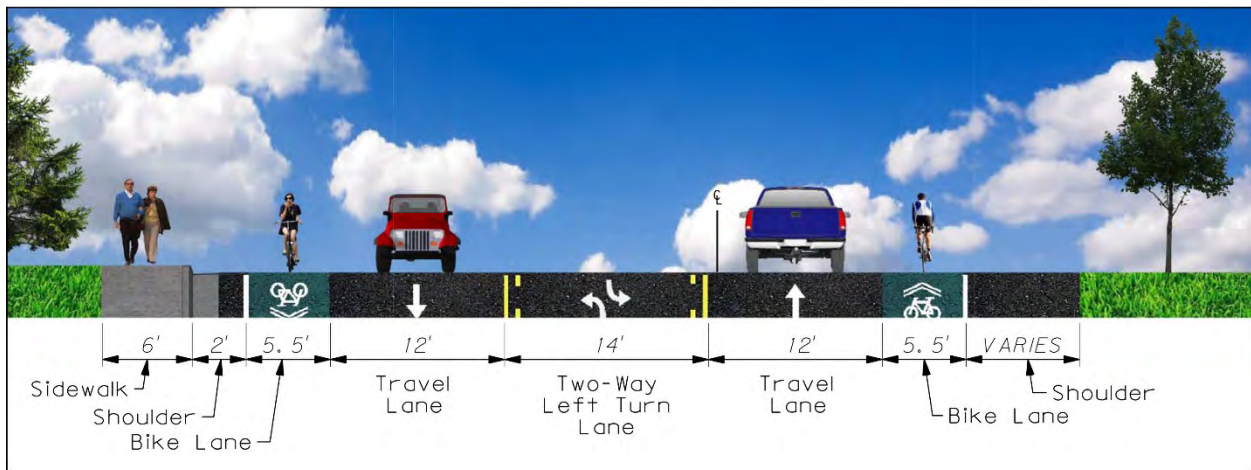 ℄
6'
2'
5.5'
12'
14'
12'
5.5'
VARIES
Sidewalk
Shoulder
Bike Lane
Travel
Lane
Two-Way
Left Turn
Lane
Travel
Lane
Bike Lane
Shoulder